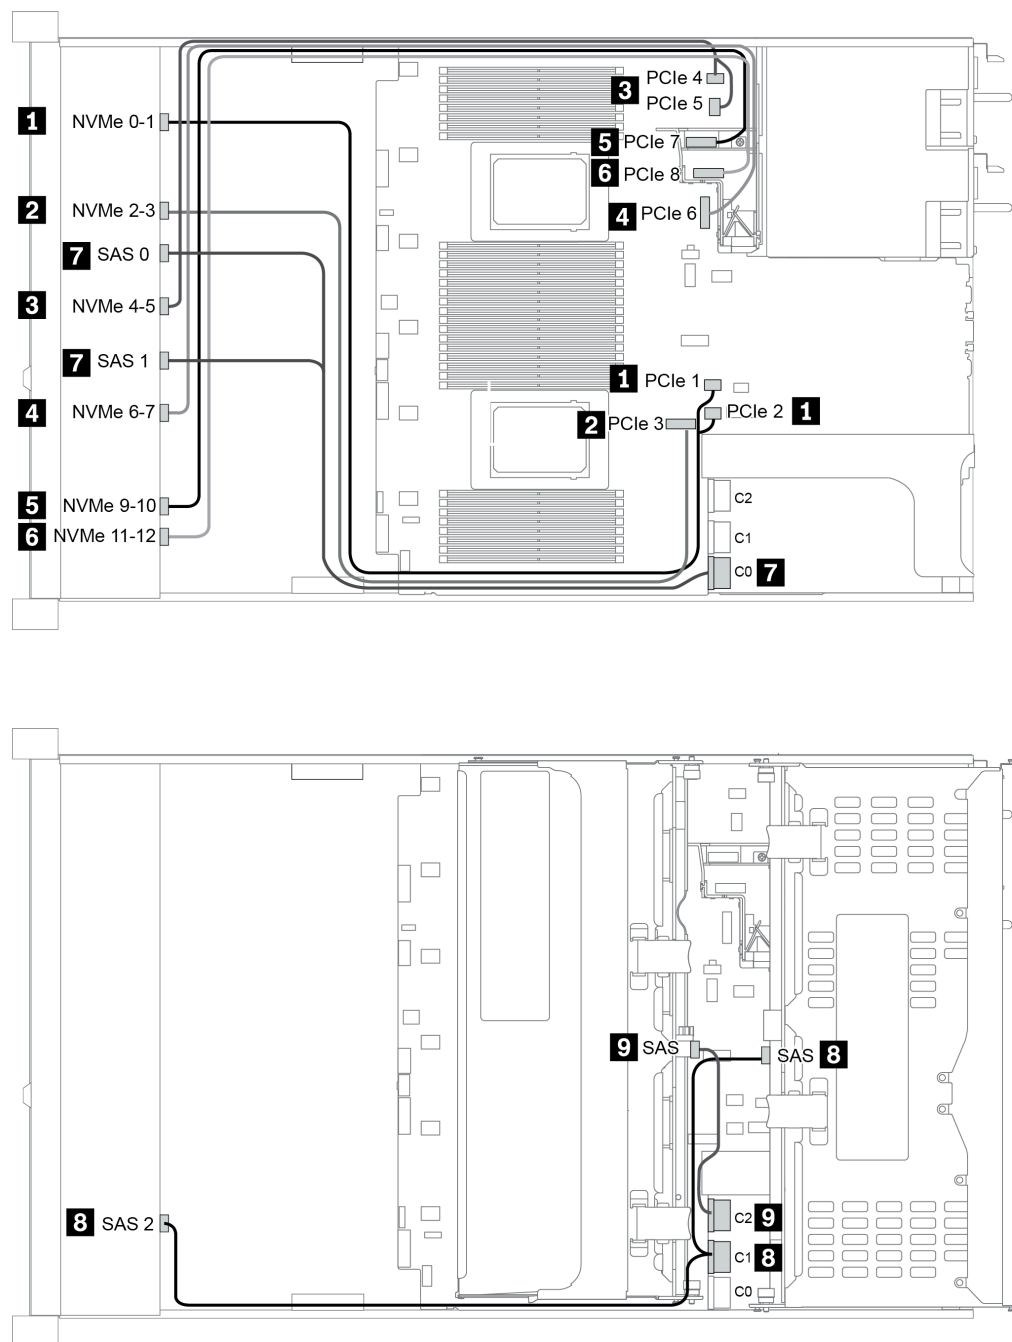 PCIe 4
3
PCIe 5
1 NVMe 0-1
5 PCIe 7
6 PCIe 8
2 NVMe 2-3
4 PCIe 6
7 SAS 0
3 NVMe 4-5
7 SAS 1
1 PCIe 1
4 NVMe 6-7
PCIe 2 1
2 PCIe 3
C2
5 NVMe 9-10
6 NVMe 11-12
C1
C0 7
9 SAS
SAS 8
8 SAS 2
C2 9
C1 8
C0